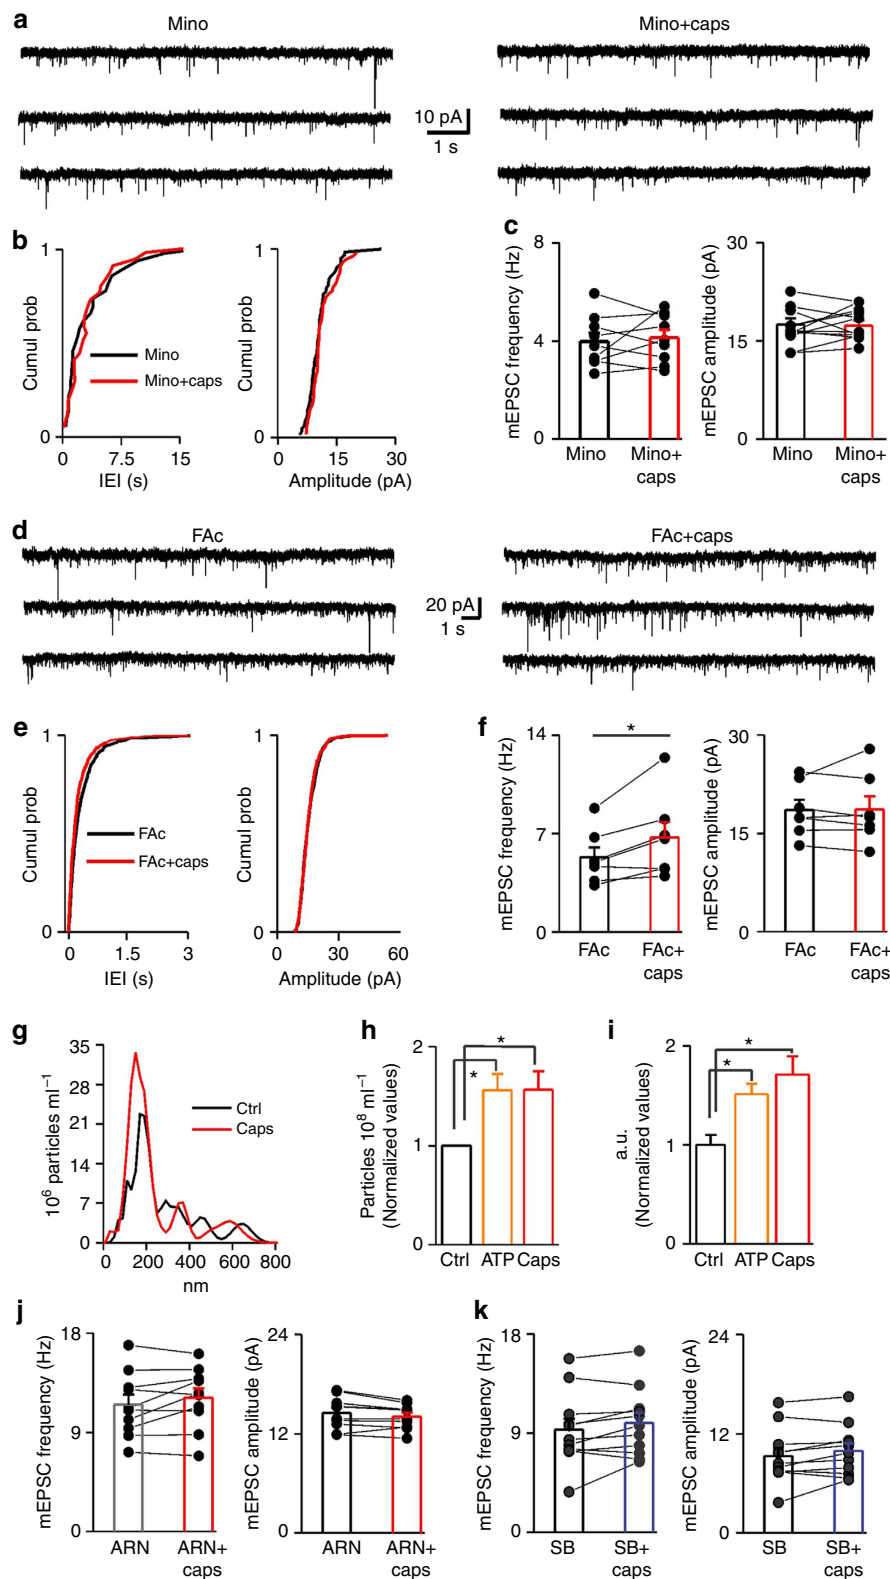 a
Mino
Mino+caps
10 pA
1 s
b
1
Cumul prob
0
Mino
Mino+caps
0 7.5 15
IEI (s)
1
Cumul prob
0
0 15 30
Amplitude (pA)
c
8
4
0
mEPSC frequency (Hz)
Mino Mino+
caps
30
15
0
mEPSC amplitude (pA)
Mino Mino+
caps
d
FAc
FAc+caps
20 pA
1 s
e
1
Cumul prob
0
FAc
FAc+caps
0 1.5 3
IEI (s)
1
Cumul prob
0
0 30 60
Amplitude (pA)
f
14
7
0
mEPSC frequency (Hz)
*
FAc FAc+
caps
30
15
0
mEPSC amplitude (pA)
FAc FAc+
caps
g
35
28
21
14
7
0
10⁶ particles ml⁻¹
Ctrl
Caps
0 200 400 600 800
nm
h
2
1
0
Particles 10⁸ ml⁻¹
(Normalized values)
*
*
Ctrl ATP Caps
i
2
1
0
a.u.
(Normalized values)
*
*
Ctrl ATP Caps
j
18
9
0
mEPSC frequency (Hz)
ARN ARN+
caps
24
12
0
mEPSC amplitude (pA)
ARN ARN+
caps
k
18
9
0
mEPSC frequency (Hz)
SB SB+
caps
24
12
0
mEPSC amplitude (pA)
SB SB+
caps